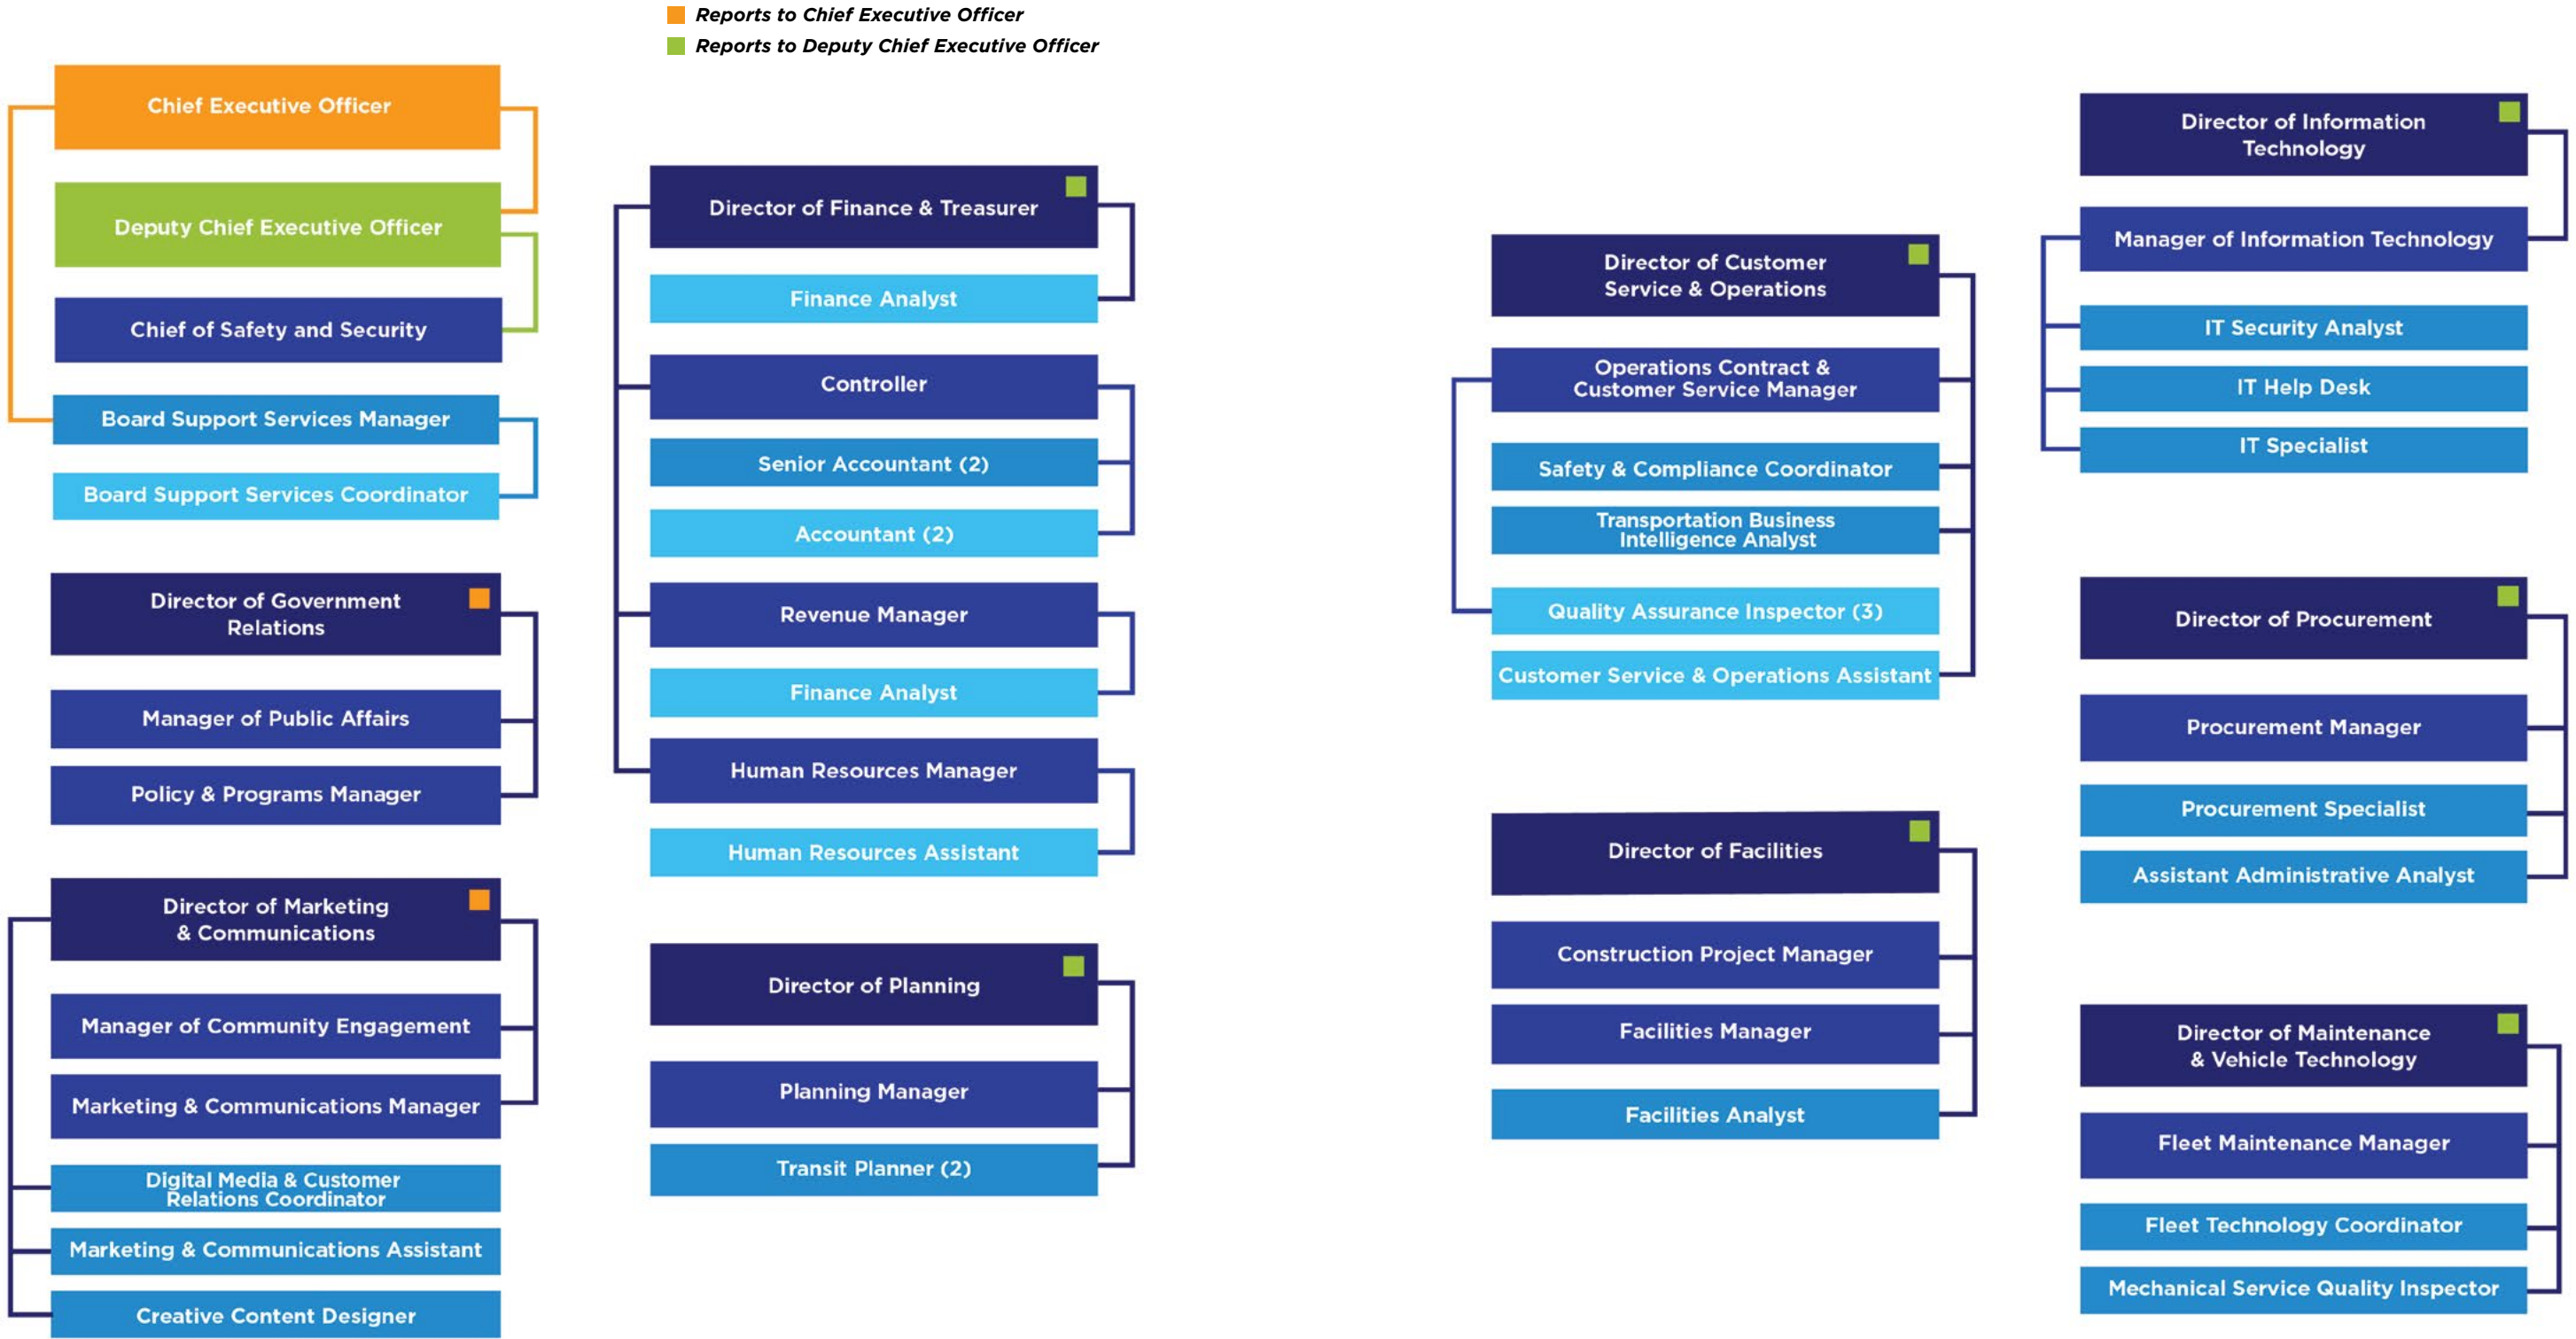 Reports to Chief Executive Officer
Reports to Deputy Chief Executive Officer
Chief Executive Officer
Deputy Chief Executive Officer
Chief of Safety and Security
Board Support Services Manager
Board Support Services Coordinator
Director of Government
Relations
Manager of Public Affairs
Policy & Programs Manager
Director of Marketing
& Communications
Manager of Community Engagement
Marketing & Communications Manager
Digital Media & Customer
Relations Coordinator
Marketing & Communications Assistant
Creative Content Designer
Director of Finance & Treasurer
Finance Analyst
Controller
Senior Accountant (2)
Accountant (2)
Revenue Manager
Finance Analyst
Human Resources Manager
Human Resources Assistant
Director of Planning
Planning Manager
Transit Planner (2)
Director of Customer
Service & Operations
Operations Contract &
Customer Service Manager
Safety & Compliance Coordinator
Transportation Business
Intelligence Analyst
Quality Assurance Inspector (3)
Customer Service & Operations Assistant
Director of Facilities
Construction Project Manager
Facilities Manager
Facilities Analyst
Director of Information
Technology
Manager of Information Technology
IT Security Analyst
IT Help Desk
IT Specialist
Director of Procurement
Procurement Manager
Procurement Specialist
Assistant Administrative Analyst
Director of Maintenance
& Vehicle Technology
Fleet Maintenance Manager
Fleet Technology Coordinator
Mechanical Service Quality Inspector